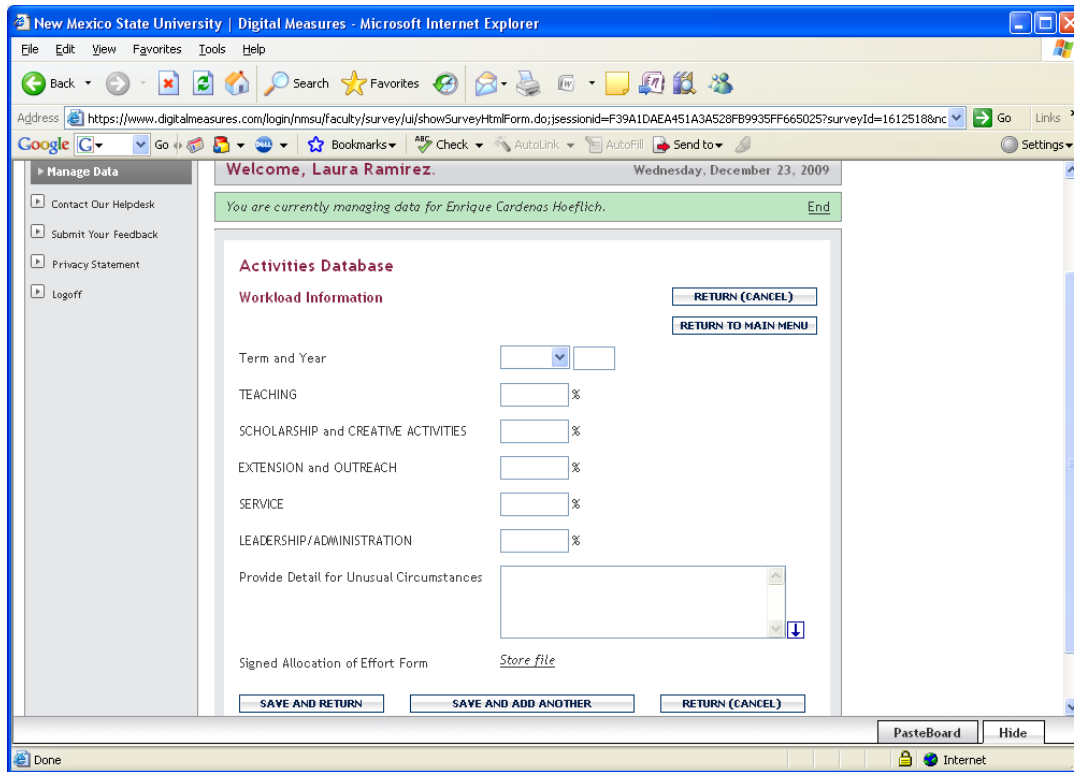 New Mexico State University | Digital Measures - Microsoft Internet Explorer
File Edit View Favorites Tools Help
Back Search Favorites
Address https://www.digitalmeasures.com/login/nmsu/faculty/survey/ui/showSurveyHtmlForm.do;jsessionid=F39A1DAEA451A3A528FB9935FF665025?surveyId=1612518&nc Go Links
Google G Go Bookmarks ABC Check AutoLink AutoFill Send to Settings
Manage Data
Welcome, Laura Ramirez. Wednesday, December 23, 2009
Contact Our Helpdesk
You are currently managing data for Enrique Cardenas Hoeflich. End
Submit Your Feedback
Privacy Statement
Logoff
Activities Database
Workload Information
RETURN (CANCEL)
RETURN TO MAIN MENU
Term and Year
TEACHING %
SCHOLARSHIP and CREATIVE ACTIVITIES %
EXTENSION and OUTREACH %
SERVICE %
LEADERSHIP/ADMINISTRATION %
Provide Detail for Unusual Circumstances
Signed Allocation of Effort Form Store file
SAVE AND RETURN SAVE AND ADD ANOTHER RETURN (CANCEL)
PasteBoard Hide
Done Internet